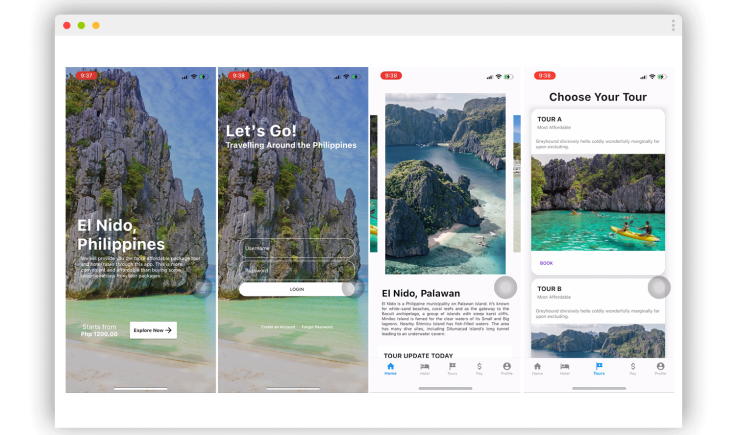 9:37
El Nido,
Philippines
We will provide you the more affordable package tour
and hotel rates through this app. This is more
convenient and affordable than buying some
Starts from
Php 1200.00
Explore Now
9:38
Let's Go!
Travelling Around the Philippines
Username
Password
LOGIN
Create an Account
Forgot Password
9:38
El Nido, Palawan
El Nido is a Philippine municipality on Palawan island. It's known
for white-sand beaches, coral reefs and as the gateway to the
Bacuit archipelago, a group of islands with steep karst cliffs.
Miniloc Island is famed for the clear waters of its Small and Big
lagoons. Nearby Shimizu Island has fish-filled waters. The area
has many dive sites, including Dilumacad Island's long tunnel
leading to an underwater cavern.
TOUR UPDATE TODAY
Home
Hotel
Tours
Pay
Profile
9:38
Choose Your Tour
TOUR A
Most Affordable
Greyhound divisively hello coldly wonderfully marginally far
upon excluding.
BOOK
TOUR B
Most Affordable
Greyhound divisively hello coldly wonderfully marginally far
upon excluding.
Home
Hotel
Tours
Pay
Profile